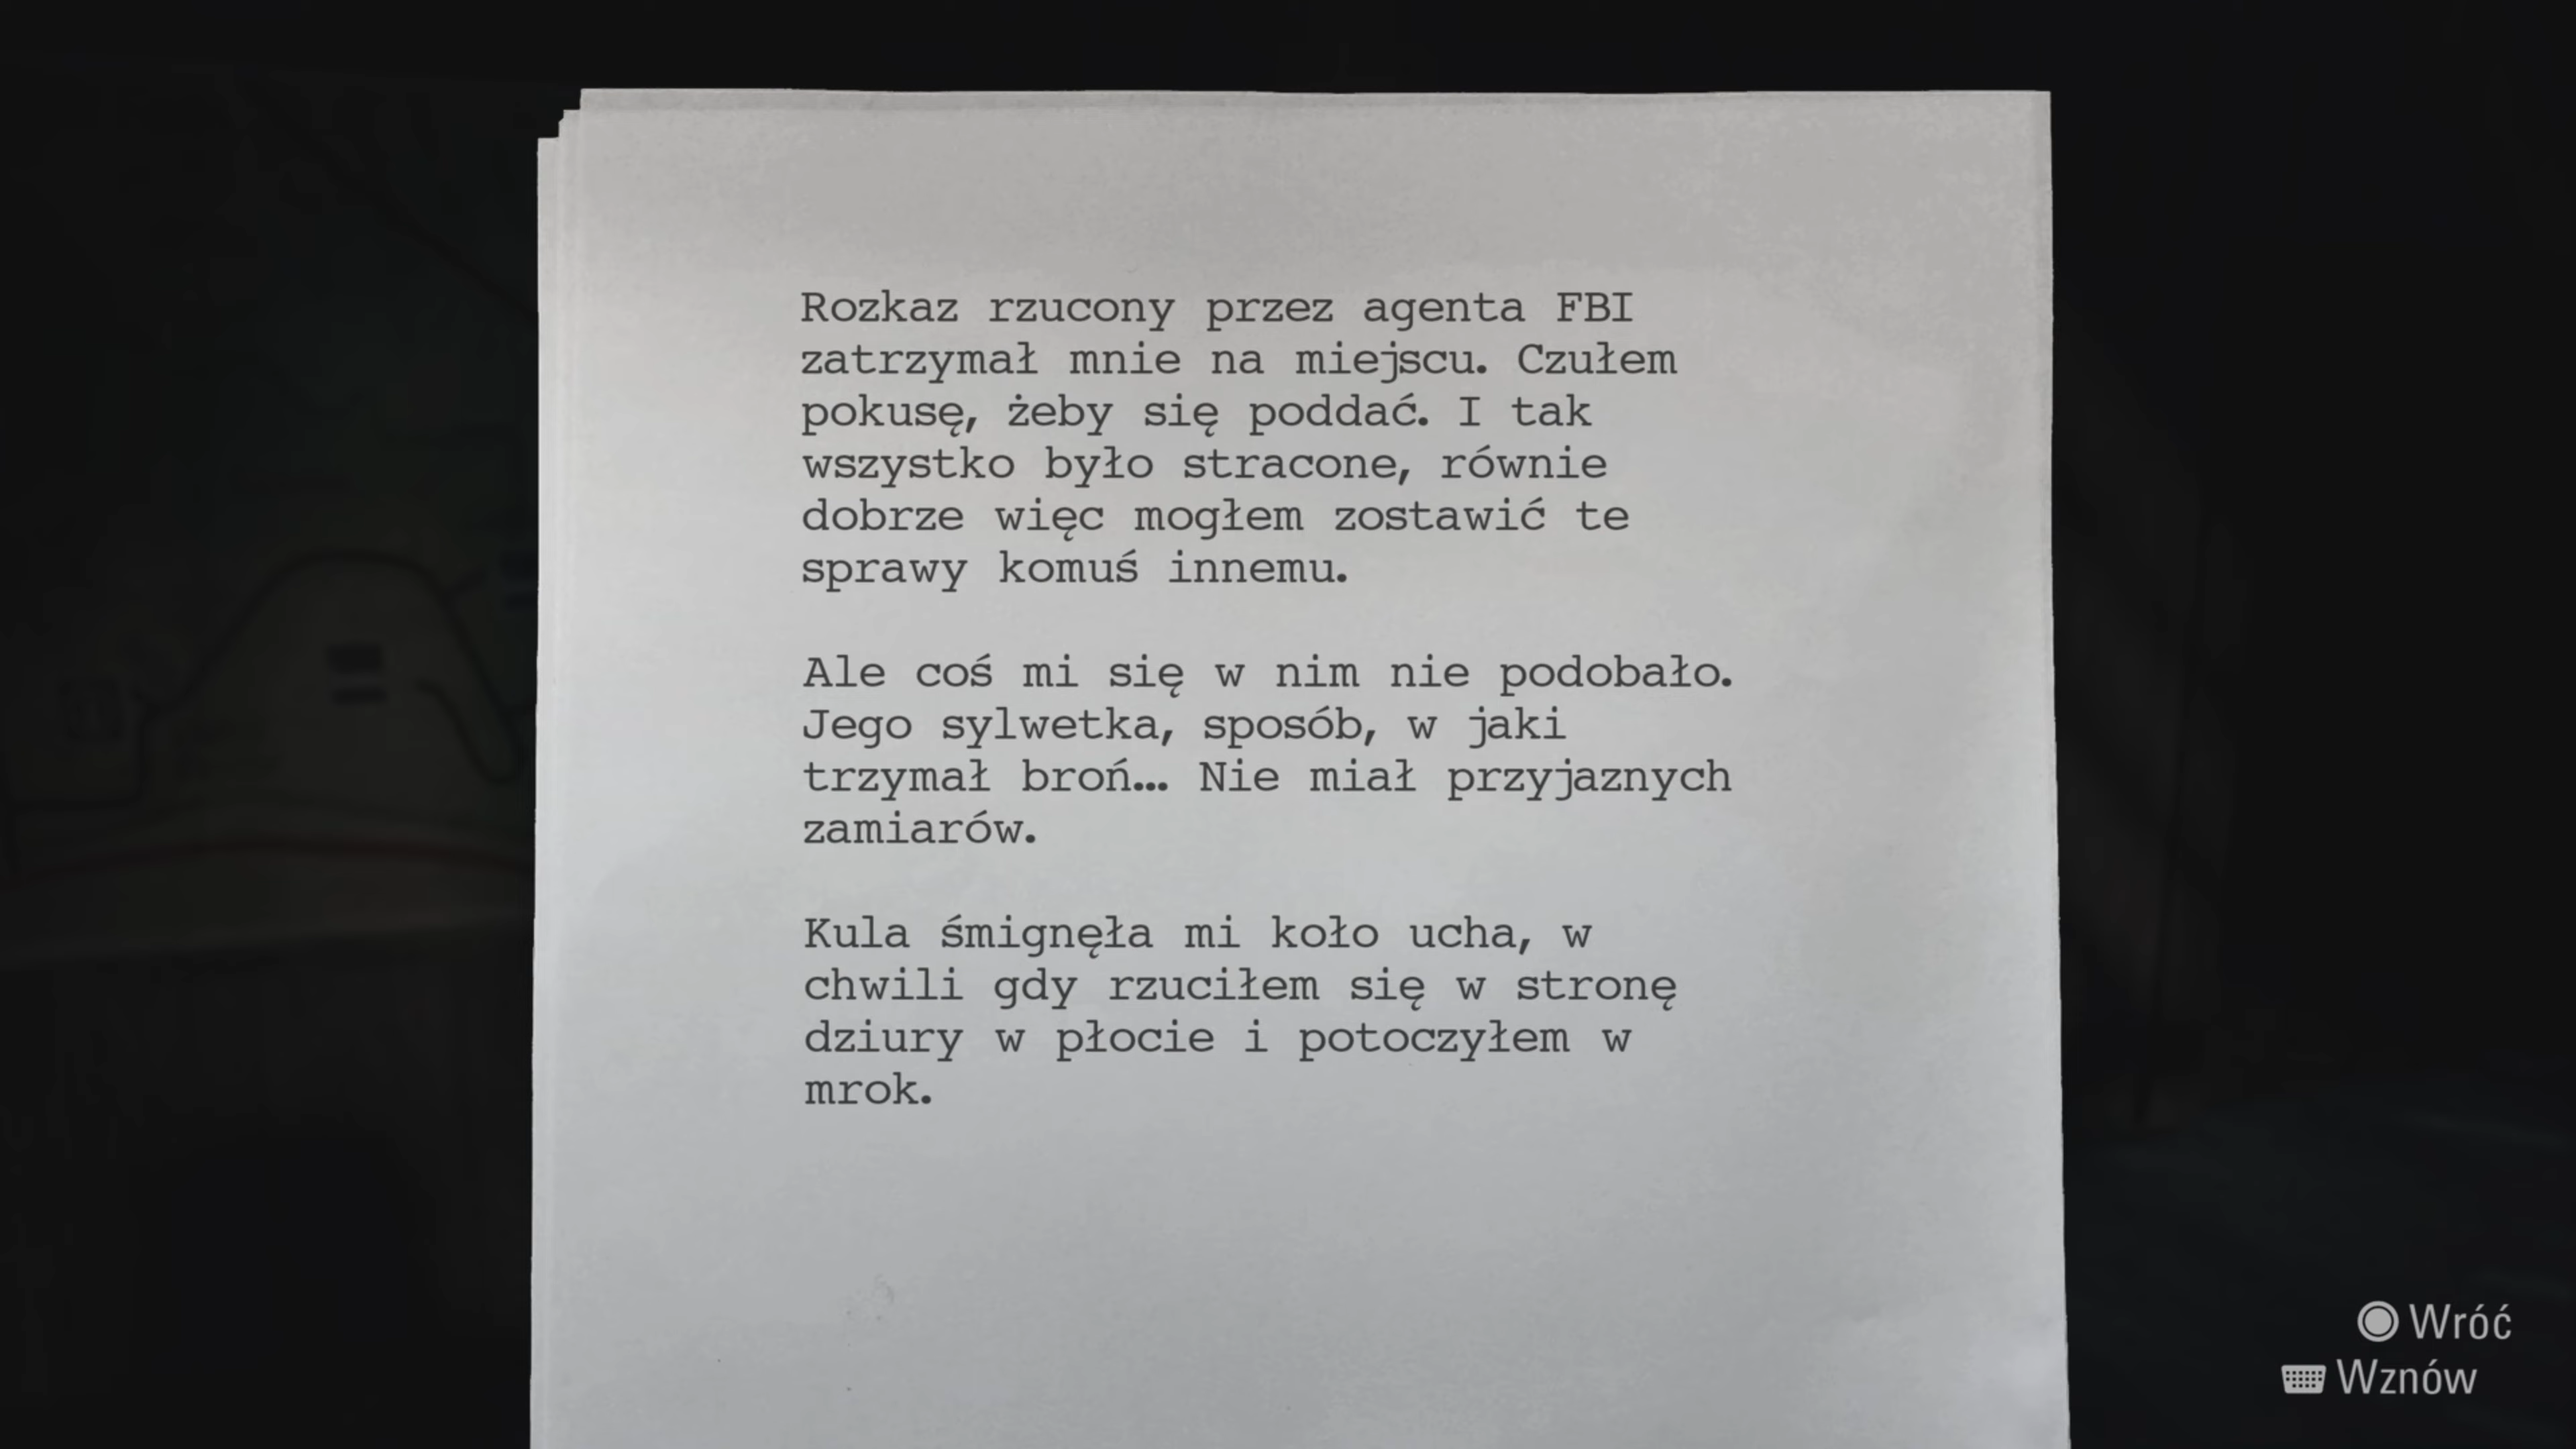 Rozkaz rzucony przez agenta FBI
zatrzymał mnie na miejscu. Czułem
pokusę, żeby się poddać. I tak
wszystko było stracone, równie
dobrze więc mogłem zostawić te
sprawy komuś innemu.
Ale coś mi się w nim nie podobało.
Jego sylwetka, sposób, w jaki
trzymał broń... Nie miał przyjaznych
zamiarów.
Kula śmignęła mi koło ucha, w
chwili gdy rzuciłem się w stronę
dziury w płocie i potoczyłem w
mrok.
Wróć
Wznów